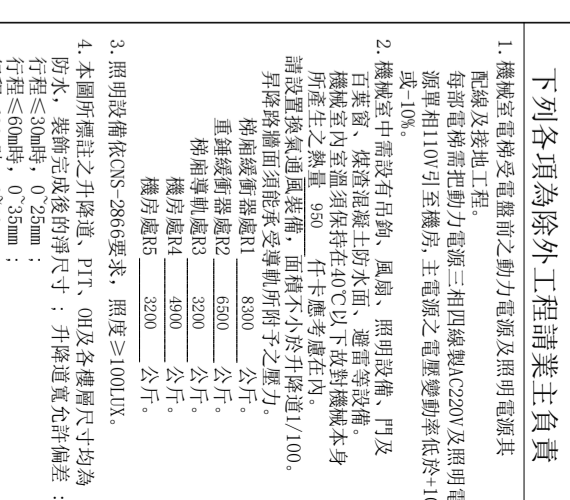 下列各項為除外工程請業主負責
1. 機械室電梯受電盤前之動力電源及照明電源其
配線及接地工程。
每部電梯需把動力電源三相四線製AC220V及照明電
源單相110V引至機房，主電源之電壓變動率低於+10
或-10%。
2. 機械室中需設有吊鉤、風扇、照明設備、門及
百葉窗、煤渣混凝土防水面、避雷等設備。
機械室內室溫須保持在40℃以下故對機械本身
所產生之熱量 950 仟卡應考慮在內。
請設置換氣通風裝備，面積不小於升降道1/100。
昇降路牆面須能承受導軌所附予之壓力。
梯廂緩衝器處R1 8300 公斤。
重錘緩衝器處R2 6500 公斤。
梯廂導軌處R3 3200 公斤。
機房處R4 4900 公斤。
機房處R5 3200 公斤。
3. 照明設備依CNS-2866要求，照度≥100LUX。
4. 本圖所標註之升降道、PIT、OH及各樓層尺寸均為
防水，裝飾完成後的淨尺寸；升降道寬允許偏差：
行程≤30m時，0~25mm；
行程≤60m時，0~35mm；